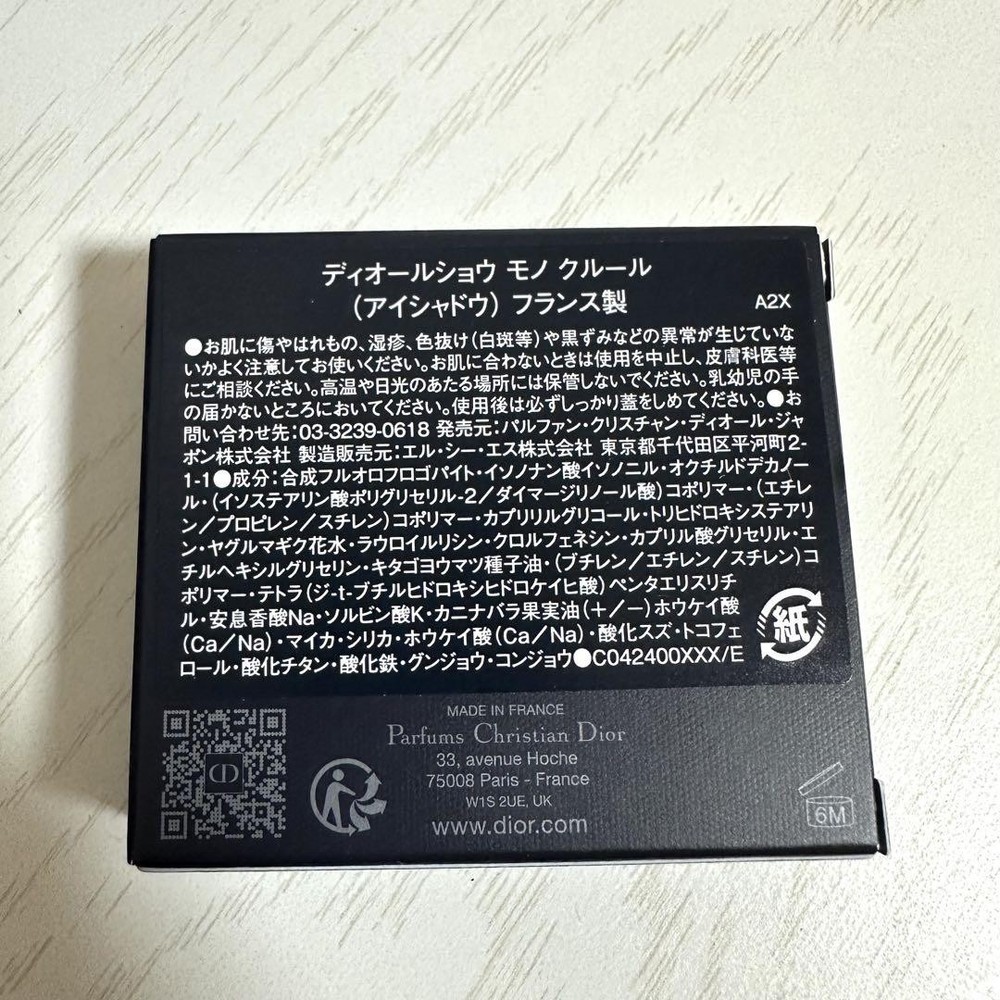 ディオールショウ モノ クルール
（アイシャドウ）フランス製
A2X
●お肌に傷やはれもの、湿疹、色抜け（白斑等）や黒ずみなどの異常が生じていな
いかよく注意してお使いください。お肌に合わないときは使用を中止し、皮膚科医等
にご相談ください。高温や日光のあたる場所には保管しないでください。乳幼児の手
の届かないところにおいてください。使用後は必ずしっかり蓋をしめてください。●お
問い合わせ先：03-3239-0618 発売元：パルファン・クリスチャン・ディオール・ジャ
ポン株式会社 製造販売元：エル・シー・エス株式会社 東京都千代田区平河町2-
1-1●成分：合成フルオロフロゴパイト・イソノナン酸イソノニル・オクチルドデカノー
ル・（イソステアリン酸ポリグリセリル-2／ダイマージリノール酸）コポリマー・（エチレ
ン／プロピレン／スチレン）コポリマー・カプリリルグリコール・トリヒドロキシステアリ
ン・ヤグルマギク花水・ラウロイルリシン・クロルフェネシン・カプリル酸グリセリル・エ
チルヘキシルグリセリン・キタゴヨウマツ種子油・（ブチレン／エチレン／スチレン）コ
ポリマー・テトラ（ジ-t-ブチルヒドロキシヒドロケイヒ酸）ペンタエリスリチ
ル・安息香酸Na・ソルビン酸K・カニナバラ果実油（＋／－）ホウケイ酸
（Ca／Na）・マイカ・シリカ・ホウケイ酸（Ca／Na）・酸化スズ・トコフェ
ロール・酸化チタン・酸化鉄・グンジョウ・コンジョウ●C042400XXX/E
紙
MADE IN FRANCE
Parfums Christian Dior
33, avenue Hoche
75008 Paris - France
W1S 2UE, UK
www.dior.com
CD
6M